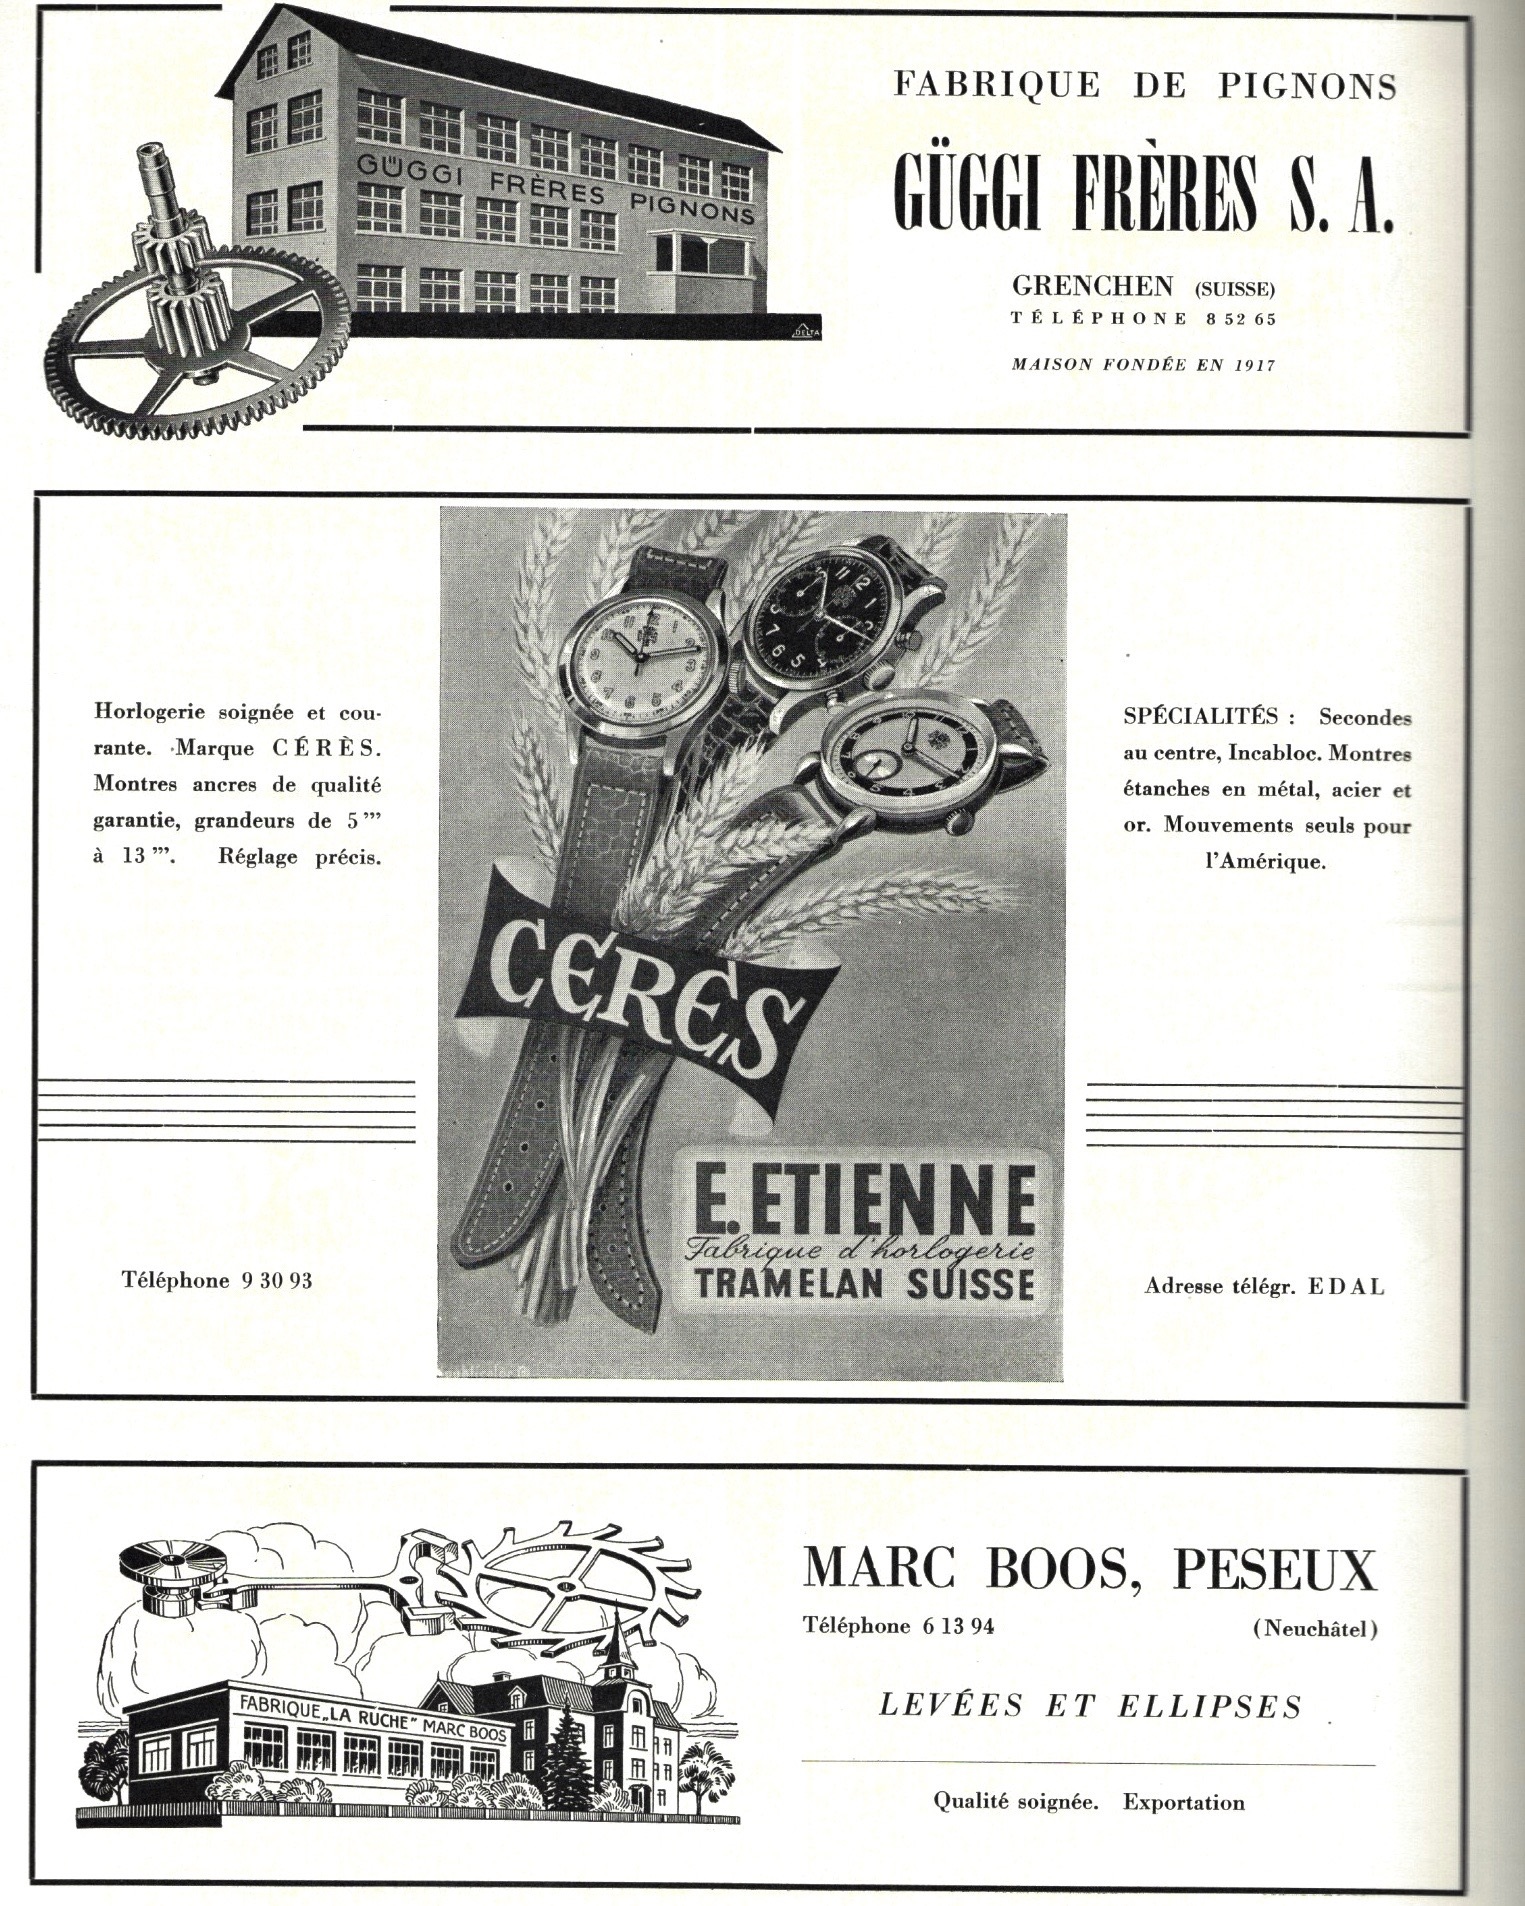 GÜGGI FRÈRES PIGNONS
DELTA
FABRIQUE DE PIGNONS
GÜGGI FRÈRES S. A.
GRENCHEN (SUISSE)
TÉLÉPHONE 8 52 65
MAISON FONDÉE EN 1917
Horlogerie soignée et cou-
rante. Marque CÉRÈS.
Montres ancres de qualité
garantie, grandeurs de 5'''
à 13'''. Réglage précis.
Téléphone 9 30 93
CERES
E. ETIENNE
Fabrique d'horlogerie
TRAMELAN SUISSE
SPÉCIALITÉS : Secondes
au centre, Incabloc. Montres
étanches en métal, acier et
or. Mouvements seuls pour
l'Amérique.
Adresse télégr. EDAL
FABRIQUE „LA RUCHE" MARC BOOS
MARC BOOS, PESEUX
Téléphone 6 13 94 (Neuchâtel)
LEVÉES ET ELLIPSES
Qualité soignée. Exportation